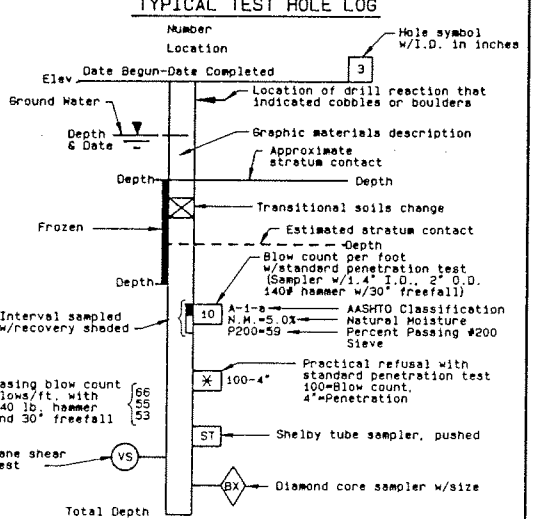 TYPICAL TEST HOLE LOG
Number
Location
Hole symbol
w/I.D. in inches
3
Elev.
Date Begun-Date Completed
Location of drill reaction that
indicated cobbles or boulders
Ground Water
Depth
& Date
Graphic materials description
Approximate
stratum contact
Depth
Depth
Transitional soils change
Frozen
Estimated stratum contact
Depth
Blow count per foot
w/standard penetration test
(Sampler w/1.4" I.D., 2" O.D.
140# hammer w/30" freefall)
Depth
10
A-1-a
AASHTO Classification
N.M.=5.0%
Natural Moisture
P200=59
Percent Passing #200
Sieve
Interval sampled
w/recovery shaded
Practical refusal with
standard penetration test
100=Blow count,
4"=Penetration
* 100-4"
asing blow count
lows/ft. with
40 lb. hammer
nd 30" freefall
66
55
53
ST
Shelby tube sampler, pushed
ane shear
est
VS
BX
Diamond core sampler w/size
Total Depth